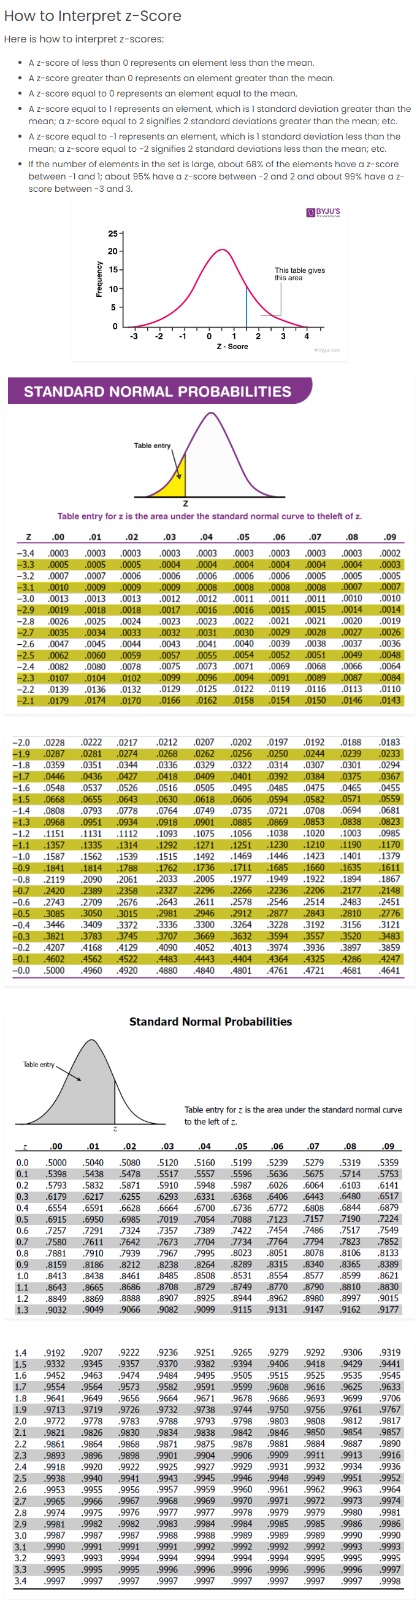 How to Interpret z-Score
Here is how to interpret z-scores:
• A z-score of less than 0 represents an element less than the mean.
• A z-score greater than 0 represents an element greater than the mean.
• A z-score equal to 0 represents an element equal to the mean.
• A z-score equal to 1 represents an element, which is 1 standard deviation greater than the
mean; a z-score equal to 2 signifies 2 standard deviations greater than the mean; etc.
• A z-score equal to -1 represents an element, which is 1 standard deviation less than the
mean; a z-score equal to -2 signifies 2 standard deviations less than the mean; etc.
• If the number of elements in the set is large, about 68% of the elements have a z-score
between -1 and 1; about 95% have a z-score between -2 and 2 and about 99% have a z-
score between -3 and 3.
BYJU'S
25
20
15
10
5
0
Frequency
This table gives
this area
-3 -2 -1 0 1 2 3 4
Z - Score
STANDARD NORMAL PROBABILITIES
Table entry
Z
Table entry for z is the area under the standard normal curve to theleft of z.
Z .00 .01 .02 .03 .04 .05 .06 .07 .08 .09
-3.4 .0003 .0003 .0003 .0003 .0003 .0003 .0003 .0003 .0003 .0002
-3.3 .0005 .0005 .0005 .0004 .0004 .0004 .0004 .0004 .0004 .0003
-3.2 .0007 .0007 .0006 .0006 .0006 .0006 .0006 .0005 .0005 .0005
-3.1 .0010 .0009 .0009 .0009 .0008 .0008 .0008 .0008 .0007 .0007
-3.0 .0013 .0013 .0013 .0012 .0012 .0011 .0011 .0011 .0010 .0010
-2.9 .0019 .0018 .0018 .0017 .0016 .0016 .0015 .0015 .0014 .0014
-2.8 .0026 .0025 .0024 .0023 .0023 .0022 .0021 .0021 .0020 .0019
-2.7 .0035 .0034 .0033 .0032 .0031 .0030 .0029 .0028 .0027 .0026
-2.6 .0047 .0045 .0044 .0043 .0041 .0040 .0039 .0038 .0037 .0036
-2.5 .0062 .0060 .0059 .0057 .0055 .0054 .0052 .0051 .0049 .0048
-2.4 .0082 .0080 .0078 .0075 .0073 .0071 .0069 .0068 .0066 .0064
-2.3 .0107 .0104 .0102 .0099 .0096 .0094 .0091 .0089 .0087 .0084
-2.2 .0139 .0136 .0132 .0129 .0125 .0122 .0119 .0116 .0113 .0110
-2.1 .0179 .0174 .0170 .0166 .0162 .0158 .0154 .0150 .0146 .0143
-2.0 .0228 .0222 .0217 .0212 .0207 .0202 .0197 .0192 .0188 .0183
-1.9 .0287 .0281 .0274 .0268 .0262 .0256 .0250 .0244 .0239 .0233
-1.8 .0359 .0351 .0344 .0336 .0329 .0322 .0314 .0307 .0301 .0294
-1.7 .0446 .0436 .0427 .0418 .0409 .0401 .0392 .0384 .0375 .0367
-1.6 .0548 .0537 .0526 .0516 .0505 .0495 .0485 .0475 .0465 .0455
-1.5 .0668 .0655 .0643 .0630 .0618 .0606 .0594 .0582 .0571 .0559
-1.4 .0808 .0793 .0778 .0764 .0749 .0735 .0721 .0708 .0694 .0681
-1.3 .0968 .0951 .0934 .0918 .0901 .0885 .0869 .0853 .0838 .0823
-1.2 .1151 .1131 .1112 .1093 .1075 .1056 .1038 .1020 .1003 .0985
-1.1 .1357 .1335 .1314 .1292 .1271 .1251 .1230 .1210 .1190 .1170
-1.0 .1587 .1562 .1539 .1515 .1492 .1469 .1446 .1423 .1401 .1379
-0.9 .1841 .1814 .1788 .1762 .1736 .1711 .1685 .1660 .1635 .1611
-0.8 .2119 .2090 .2061 .2033 .2005 .1977 .1949 .1922 .1894 .1867
-0.7 .2420 .2389 .2358 .2327 .2296 .2266 .2236 .2206 .2177 .2148
-0.6 .2743 .2709 .2676 .2643 .2611 .2578 .2546 .2514 .2483 .2451
-0.5 .3085 .3050 .3015 .2981 .2946 .2912 .2877 .2843 .2810 .2776
-0.4 .3446 .3409 .3372 .3336 .3300 .3264 .3228 .3192 .3156 .3121
-0.3 .3821 .3783 .3745 .3707 .3669 .3632 .3594 .3557 .3520 .3483
-0.2 .4207 .4168 .4129 .4090 .4052 .4013 .3974 .3936 .3897 .3859
-0.1 .4602 .4562 .4522 .4483 .4443 .4404 .4364 .4325 .4286 .4247
-0.0 .5000 .4960 .4920 .4880 .4840 .4801 .4761 .4721 .4681 .4641
Standard Normal Probabilities
Table entry
z
Table entry for z is the area under the standard normal curve
to the left of z.
z .00 .01 .02 .03 .04 .05 .06 .07 .08 .09
0.0 .5000 .5040 .5080 .5120 .5160 .5199 .5239 .5279 .5319 .5359
0.1 .5398 .5438 .5478 .5517 .5557 .5596 .5636 .5675 .5714 .5753
0.2 .5793 .5832 .5871 .5910 .5948 .5987 .6026 .6064 .6103 .6141
0.3 .6179 .6217 .6255 .6293 .6331 .6368 .6406 .6443 .6480 .6517
0.4 .6554 .6591 .6628 .6664 .6700 .6736 .6772 .6808 .6844 .6879
0.5 .6915 .6950 .6985 .7019 .7054 .7088 .7123 .7157 .7190 .7224
0.6 .7257 .7291 .7324 .7357 .7389 .7422 .7454 .7486 .7517 .7549
0.7 .7580 .7611 .7642 .7673 .7704 .7734 .7764 .7794 .7823 .7852
0.8 .7881 .7910 .7939 .7967 .7995 .8023 .8051 .8078 .8106 .8133
0.9 .8159 .8186 .8212 .8238 .8264 .8289 .8315 .8340 .8365 .8389
1.0 .8413 .8438 .8461 .8485 .8508 .8531 .8554 .8577 .8599 .8621
1.1 .8643 .8665 .8686 .8708 .8729 .8749 .8770 .8790 .8810 .8830
1.2 .8849 .8869 .8888 .8907 .8925 .8944 .8962 .8980 .8997 .9015
1.3 .9032 .9049 .9066 .9082 .9099 .9115 .9131 .9147 .9162 .9177
1.4 .9192 .9207 .9222 .9236 .9251 .9265 .9279 .9292 .9306 .9319
1.5 .9332 .9345 .9357 .9370 .9382 .9394 .9406 .9418 .9429 .9441
1.6 .9452 .9463 .9474 .9484 .9495 .9505 .9515 .9525 .9535 .9545
1.7 .9554 .9564 .9573 .9582 .9591 .9599 .9608 .9616 .9625 .9633
1.8 .9641 .9649 .9656 .9664 .9671 .9678 .9686 .9693 .9699 .9706
1.9 .9713 .9719 .9726 .9732 .9738 .9744 .9750 .9756 .9761 .9767
2.0 .9772 .9778 .9783 .9788 .9793 .9798 .9803 .9808 .9812 .9817
2.1 .9821 .9826 .9830 .9834 .9838 .9842 .9846 .9850 .9854 .9857
2.2 .9861 .9864 .9868 .9871 .9875 .9878 .9881 .9884 .9887 .9890
2.3 .9893 .9896 .9898 .9901 .9904 .9906 .9909 .9911 .9913 .9916
2.4 .9918 .9920 .9922 .9925 .9927 .9929 .9931 .9932 .9934 .9936
2.5 .9938 .9940 .9941 .9943 .9945 .9946 .9948 .9949 .9951 .9952
2.6 .9953 .9955 .9956 .9957 .9959 .9960 .9961 .9962 .9963 .9964
2.7 .9965 .9966 .9967 .9968 .9969 .9970 .9971 .9972 .9973 .9974
2.8 .9974 .9975 .9976 .9977 .9977 .9978 .9979 .9979 .9980 .9981
2.9 .9981 .9982 .9982 .9983 .9984 .9984 .9985 .9985 .9986 .9986
3.0 .9987 .9987 .9987 .9988 .9988 .9989 .9989 .9989 .9990 .9990
3.1 .9990 .9991 .9991 .9991 .9992 .9992 .9992 .9992 .9993 .9993
3.2 .9993 .9993 .9994 .9994 .9994 .9994 .9994 .9995 .9995 .9995
3.3 .9995 .9995 .9995 .9996 .9996 .9996 .9996 .9996 .9996 .9997
3.4 .9997 .9997 .9997 .9997 .9997 .9997 .9997 .9997 .9997 .9998